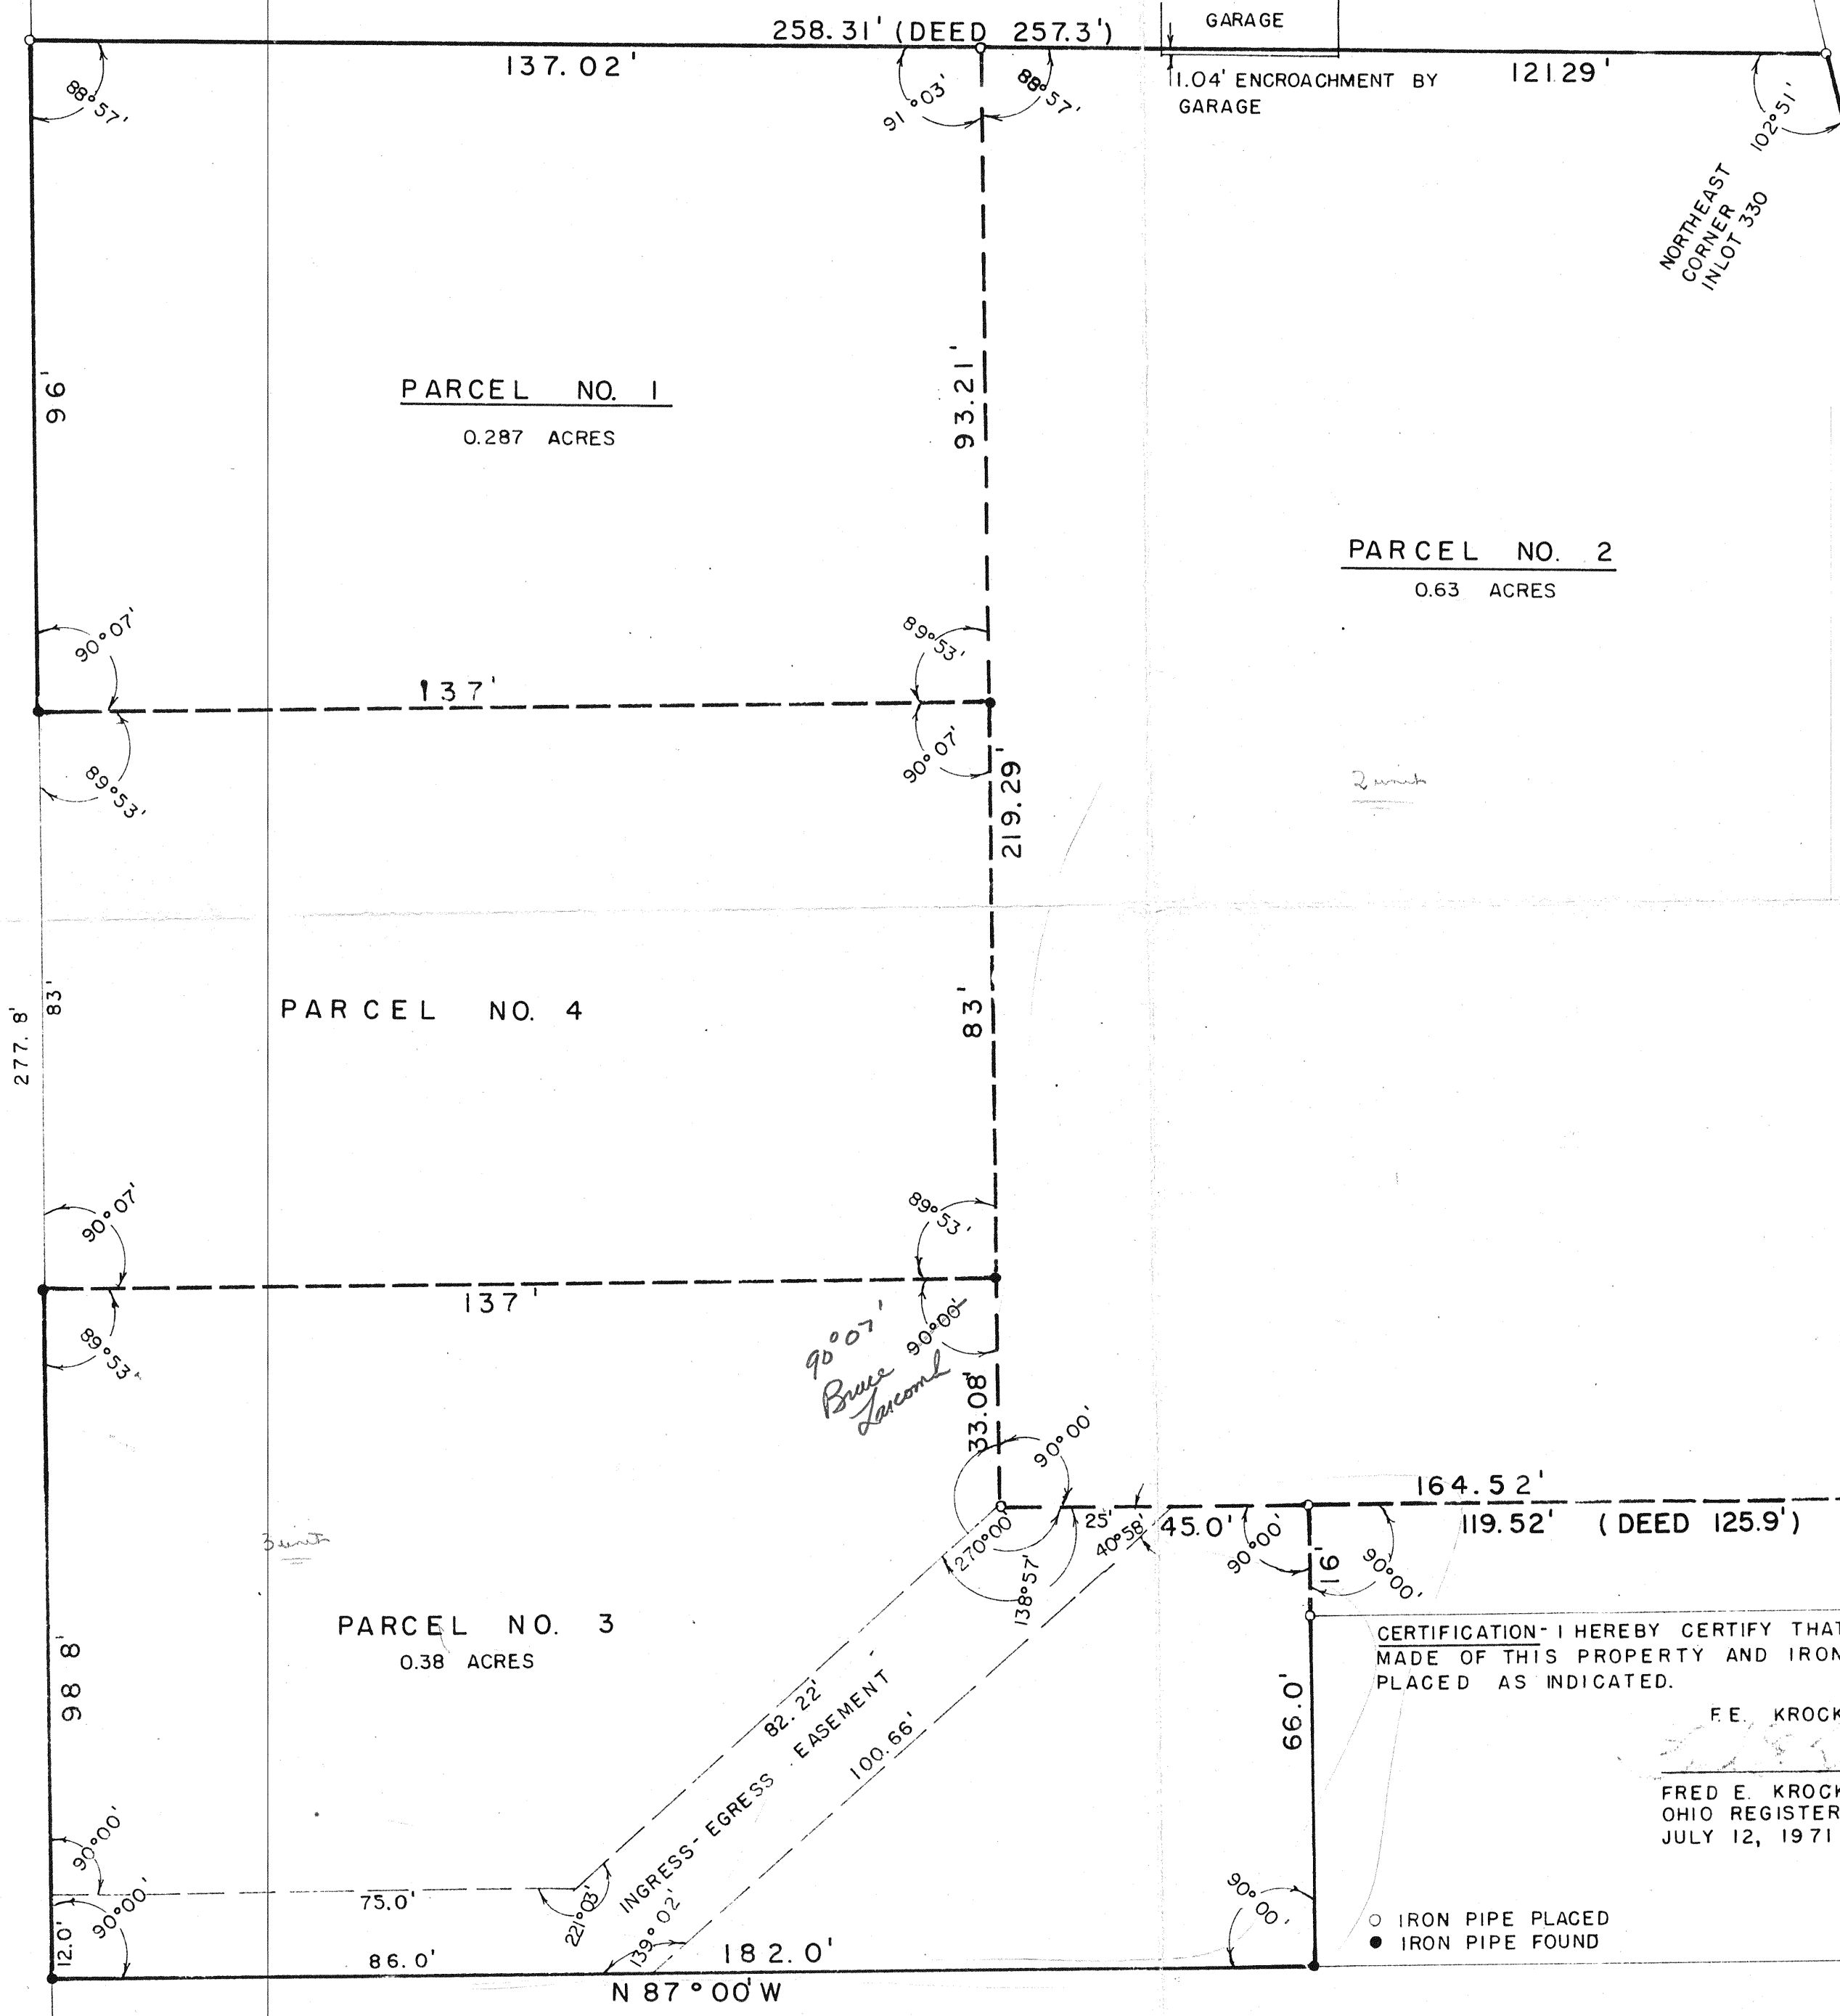 GARAGE
258.31' (DEED 257.3')
137.02'
121.29'
1.04' ENCROACHMENT BY
GARAGE
88°57'
91°03'
88°57'
102°51'
NORTHEAST
CORNER
INLOT 330
96'
PARCEL NO. 1
0.287 ACRES
93.21'
PARCEL NO. 2
0.63 ACRES
90°07'
89°53'
137'
89°53'
90°07'
219.29'
2 units
277.8'
83'
PARCEL NO. 4
83'
90°07'
89°53'
137'
89°53'
90°00'
90°07'
Bruce
33.08'
90°00'
164.52'
270°00'
25'
138°57'
40°58'
45.0'
119.52' (DEED 125.9')
90°00'
16'
90°00'
3 units
PARCEL NO. 3
0.38 ACRES
98 8'
82.22'
INGRESS-EGRESS EASEMENT
100.66'
66.0'
CERTIFICATION- I HEREBY CERTIFY THAT
MADE OF THIS PROPERTY AND IRON
PLACED AS INDICATED.
F.E. KROCK
FRED E. KROCK
OHIO REGISTER
JULY 12, 1971
90°00'
75.0'
12.0'
90°00'
221°03'
139°02'
86.0'
182.0'
N 87°00'W
90°00'
IRON PIPE PLACED
IRON PIPE FOUND